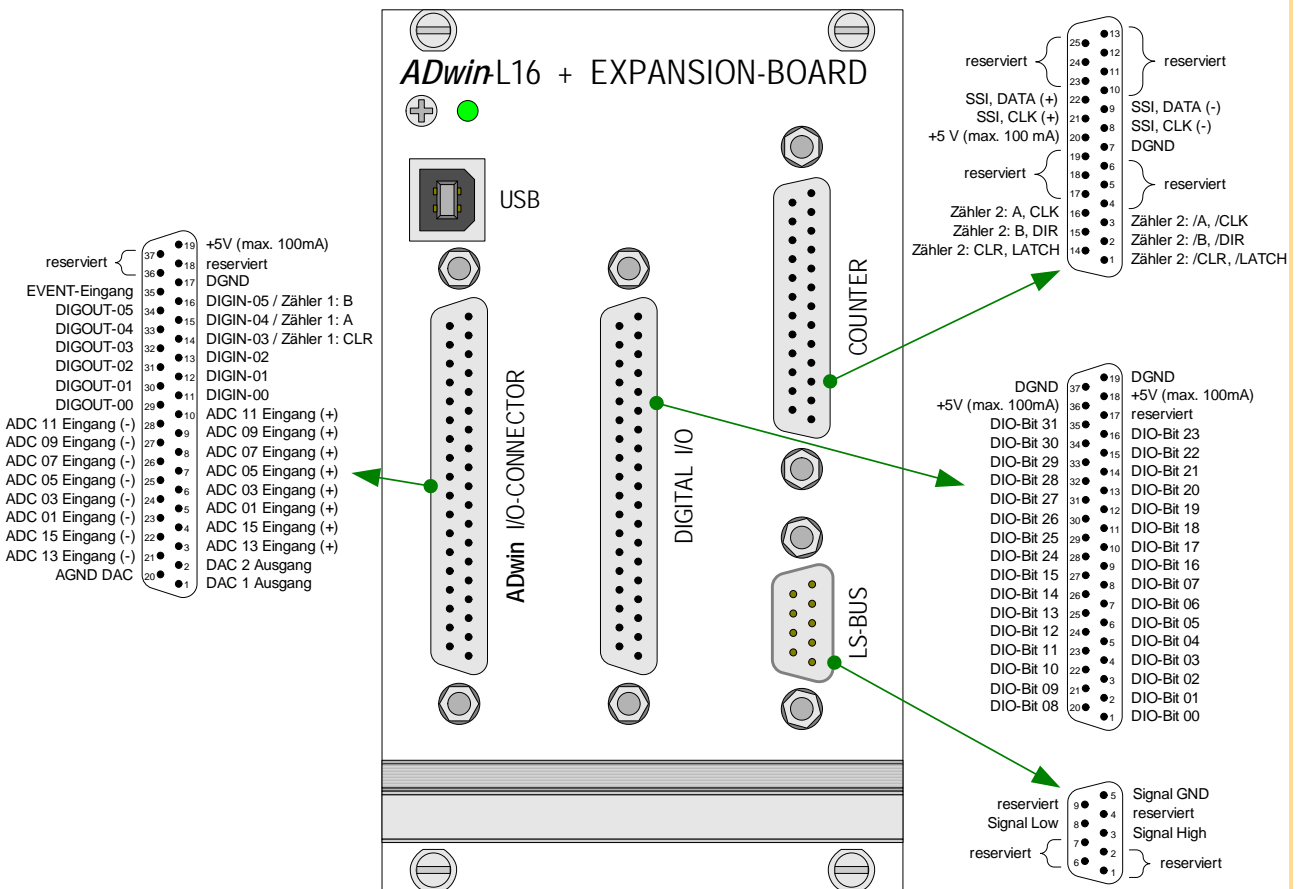 ADwin-L16 + EXPANSION-BOARD
USB
COUNTER
ADwin I/O-CONNECTOR
DIGITAL I/O
LS-BUS
19 +5V (max. 100mA)
37
reserviert
18 reserviert
36
17 DGND
EVENT-Eingang 35
16 DIGIN-05 / Zähler 1: B
DIGOUT-05 34
15 DIGIN-04 / Zähler 1: A
DIGOUT-04 33
14 DIGIN-03 / Zähler 1: CLR
DIGOUT-03 32
13 DIGIN-02
DIGOUT-02 31
12 DIGIN-01
DIGOUT-01 30
11 DIGIN-00
DIGOUT-00 29
10 ADC 11 Eingang (+)
ADC 11 Eingang (-) 28
9 ADC 09 Eingang (+)
ADC 09 Eingang (-) 27
8 ADC 07 Eingang (+)
ADC 07 Eingang (-) 26
7 ADC 05 Eingang (+)
ADC 05 Eingang (-) 25
6 ADC 03 Eingang (+)
ADC 03 Eingang (-) 24
5 ADC 01 Eingang (+)
ADC 01 Eingang (-) 23
4 ADC 15 Eingang (+)
ADC 15 Eingang (-) 22
3 ADC 13 Eingang (+)
ADC 13 Eingang (-) 21
2 DAC 2 Ausgang
AGND DAC 20
1 DAC 1 Ausgang
13
25
12
reserviert
24
11
reserviert
23
10
SSI, DATA (+) 22
9 SSI, DATA (-)
SSI, CLK (+) 21
8 SSI, CLK (-)
+5 V (max. 100 mA) 20
7 DGND
19
6
reserviert
18
5
reserviert
17
4
Zähler 2: A, CLK 16
3 Zähler 2: /A, /CLK
Zähler 2: B, DIR 15
2 Zähler 2: /B, /DIR
Zähler 2: CLR, LATCH 14
1 Zähler 2: /CLR, /LATCH
19 DGND
DGND 37
18 +5V (max. 100mA)
+5V (max. 100mA) 36
17 reserviert
DIO-Bit 31 35
16 DIO-Bit 23
DIO-Bit 30 34
15 DIO-Bit 22
DIO-Bit 29 33
14 DIO-Bit 21
DIO-Bit 28 32
13 DIO-Bit 20
DIO-Bit 27 31
12 DIO-Bit 19
DIO-Bit 26 30
11 DIO-Bit 18
DIO-Bit 25 29
10 DIO-Bit 17
DIO-Bit 24 28
9 DIO-Bit 16
DIO-Bit 15 27
8 DIO-Bit 07
DIO-Bit 14 26
7 DIO-Bit 06
DIO-Bit 13 25
6 DIO-Bit 05
DIO-Bit 12 24
5 DIO-Bit 04
DIO-Bit 11 23
4 DIO-Bit 03
DIO-Bit 10 22
3 DIO-Bit 02
DIO-Bit 09 21
2 DIO-Bit 01
DIO-Bit 08 20
1 DIO-Bit 00
5 Signal GND
reserviert 9
4 reserviert
Signal Low 8
3 Signal High
7
reserviert
2
6
reserviert
1